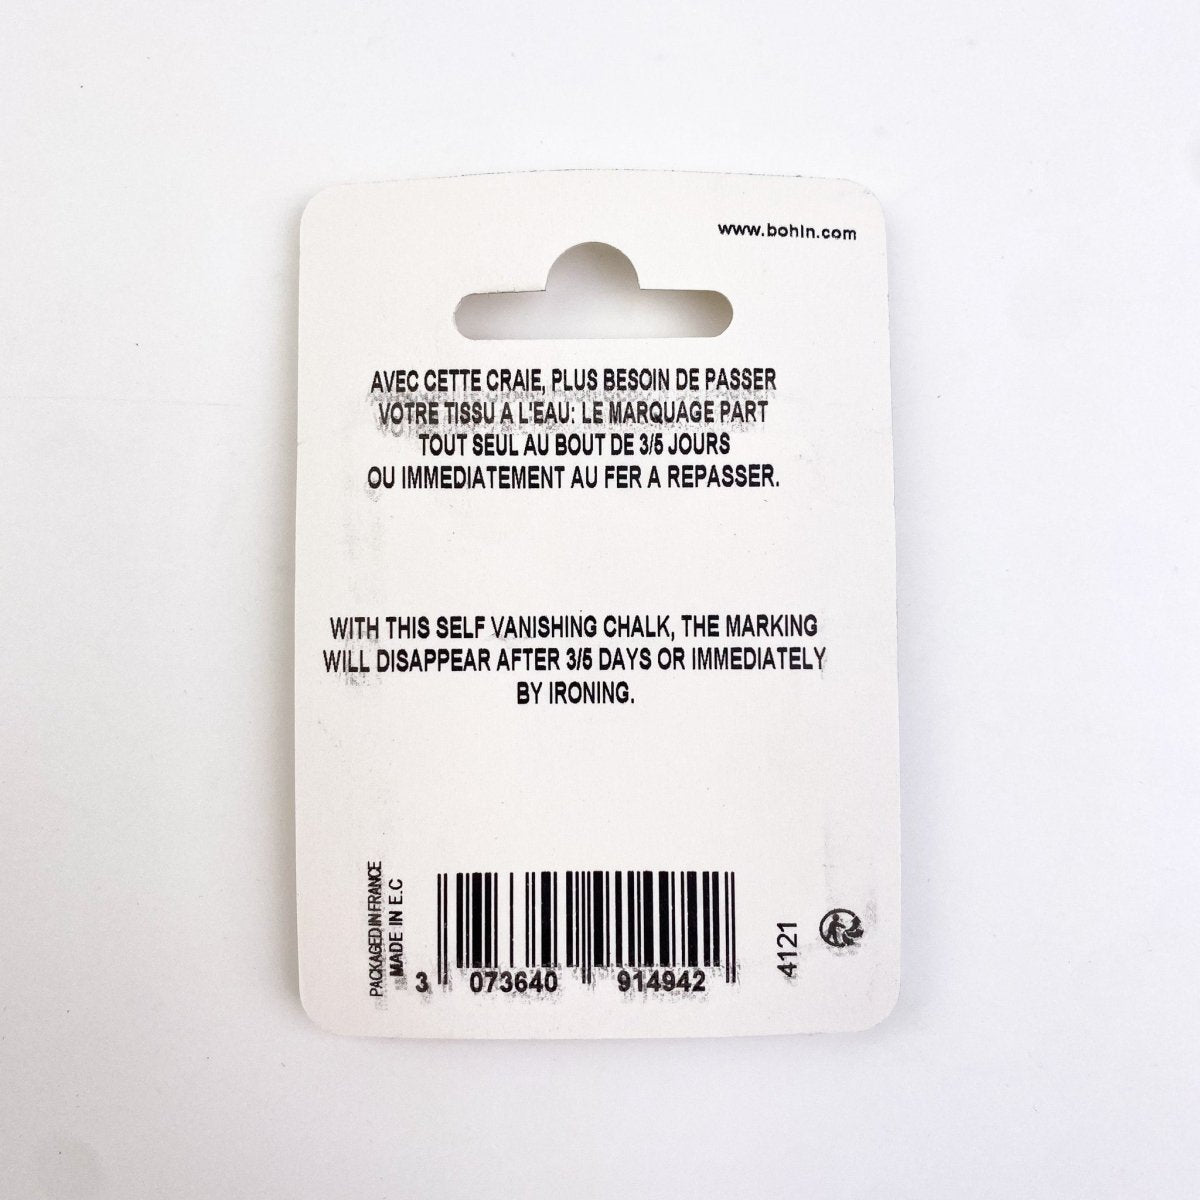 www.bohin.com
AVEC CETTE CRAIE, PLUS BESOIN DE PASSER
VOTRE TISSU A L'EAU: LE MARQUAGE PART
TOUT SEUL AU BOUT DE 3/5 JOURS
OU IMMEDIATEMENT AU FER A REPASSER.
WITH THIS SELF VANISHING CHALK, THE MARKING
WILL DISAPPEAR AFTER 3/5 DAYS OR IMMEDIATELY
BY IRONING.
PACKAGED IN FRANCE
MADE IN E.C
3 073640 914942
4121